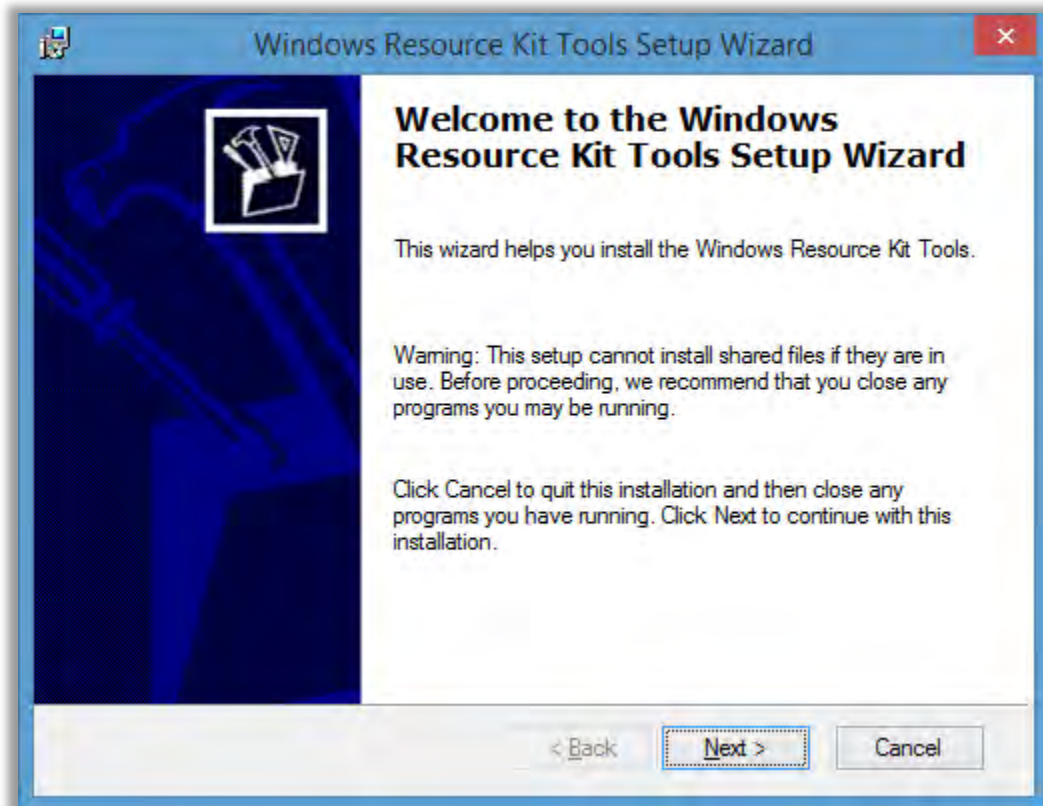 Windows Resource Kit Tools Setup Wizard
Welcome to the Windows
Resource Kit Tools Setup Wizard
This wizard helps you install the Windows Resource Kit Tools.
Warning: This setup cannot install shared files if they are in
use. Before proceeding, we recommend that you close any
programs you may be running.
Click Cancel to quit this installation and then close any
programs you have running. Click Next to continue with this
installation.
< Back
Next >
Cancel